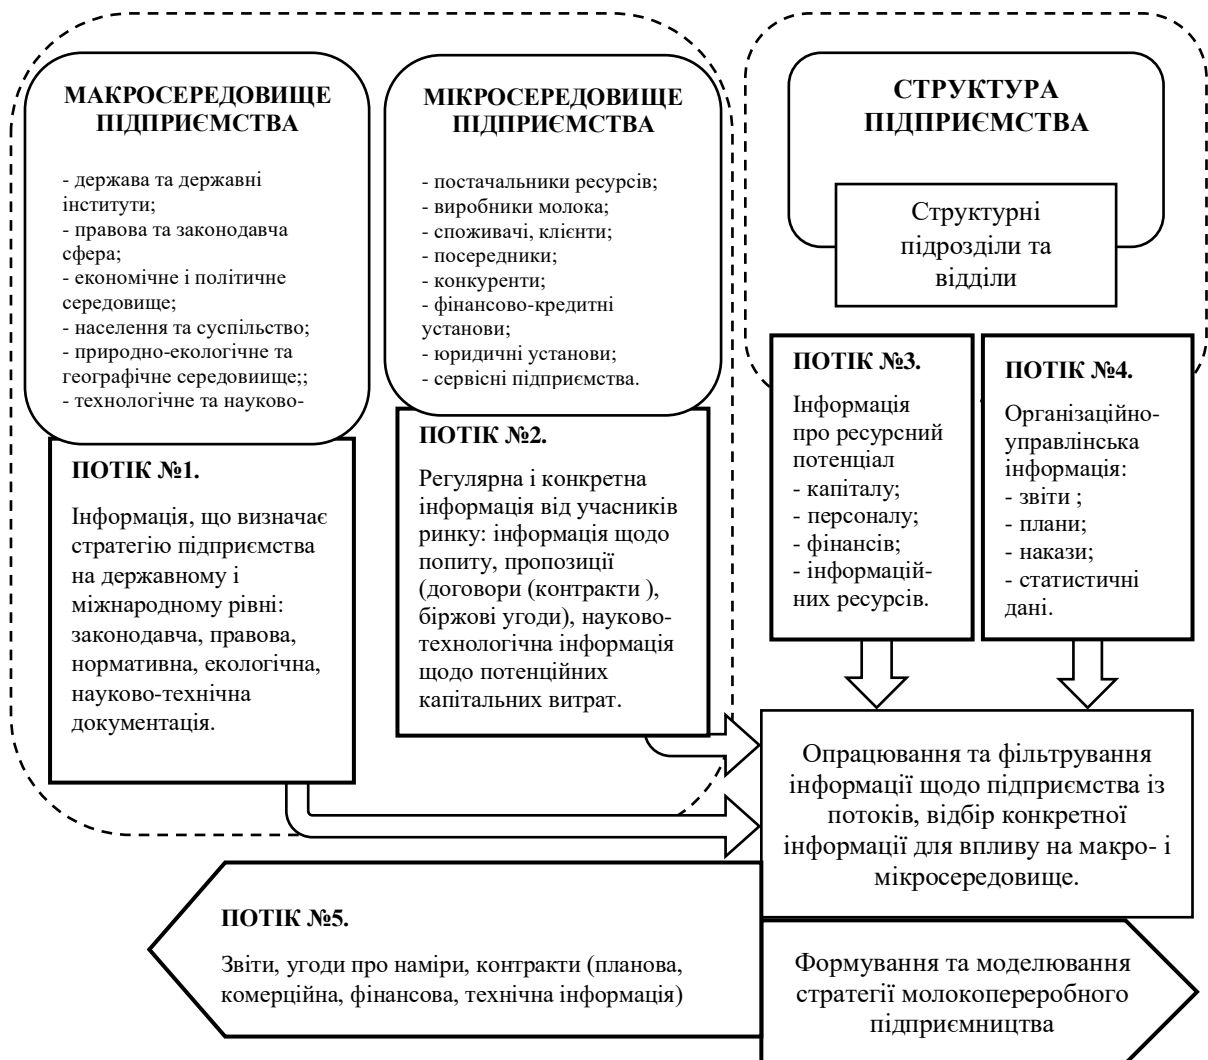 МАКРОСЕРЕДОВИЩЕ
ПІДПРИЄМСТВА
- держава та державні
інститути;
- правова та законодавча
сфера;
- економічне і політичне
середовище;
- населення та суспільство;
- природно-екологічне та
географічне середовиище;;
- технологічне та науково-
ПОТІК №1.
Інформація, що визначає
стратегію підприємства
на державному і
міжнародному рівні:
законодавча, правова,
нормативна, екологічна,
науково-технічна
документація.
МІКРОСЕРЕДОВИЩЕ
ПІДПРИЄМСТВА
- постачальники ресурсів;
- виробники молока;
- споживачі, клієнти;
- посередники;
- конкуренти;
- фінансово-кредитні
установи;
- юридичні установи;
- сервісні підприємства.
ПОТІК №2.
Регулярна і конкретна
інформація від учасників
ринку: інформація щодо
попиту, пропозиції
(договори (контракти ),
біржові угоди), науково-
технологічна інформація
щодо потенційних
капітальних витрат.
СТРУКТУРА
ПІДПРИЄМСТВА
Структурні
підрозділи та
відділи
ПОТІК №3.
Інформація
про ресурсний
потенціал
- капіталу;
- персоналу;
- фінансів;
- інформацій-
них ресурсів.
ПОТІК №4.
Організаційно-
управлінська
інформація:
- звіти ;
- плани;
- накази;
- статистичні
дані.
Опрацювання та фільтрування
інформації щодо підприємства із
потоків, відбір конкретної
інформації для впливу на макро- і
мікросередовище.
ПОТІК №5.
Звіти, угоди про наміри, контракти (планова,
комерційна, фінансова, технічна інформація)
Формування та моделювання
стратегії молокопереробного
підприємництва